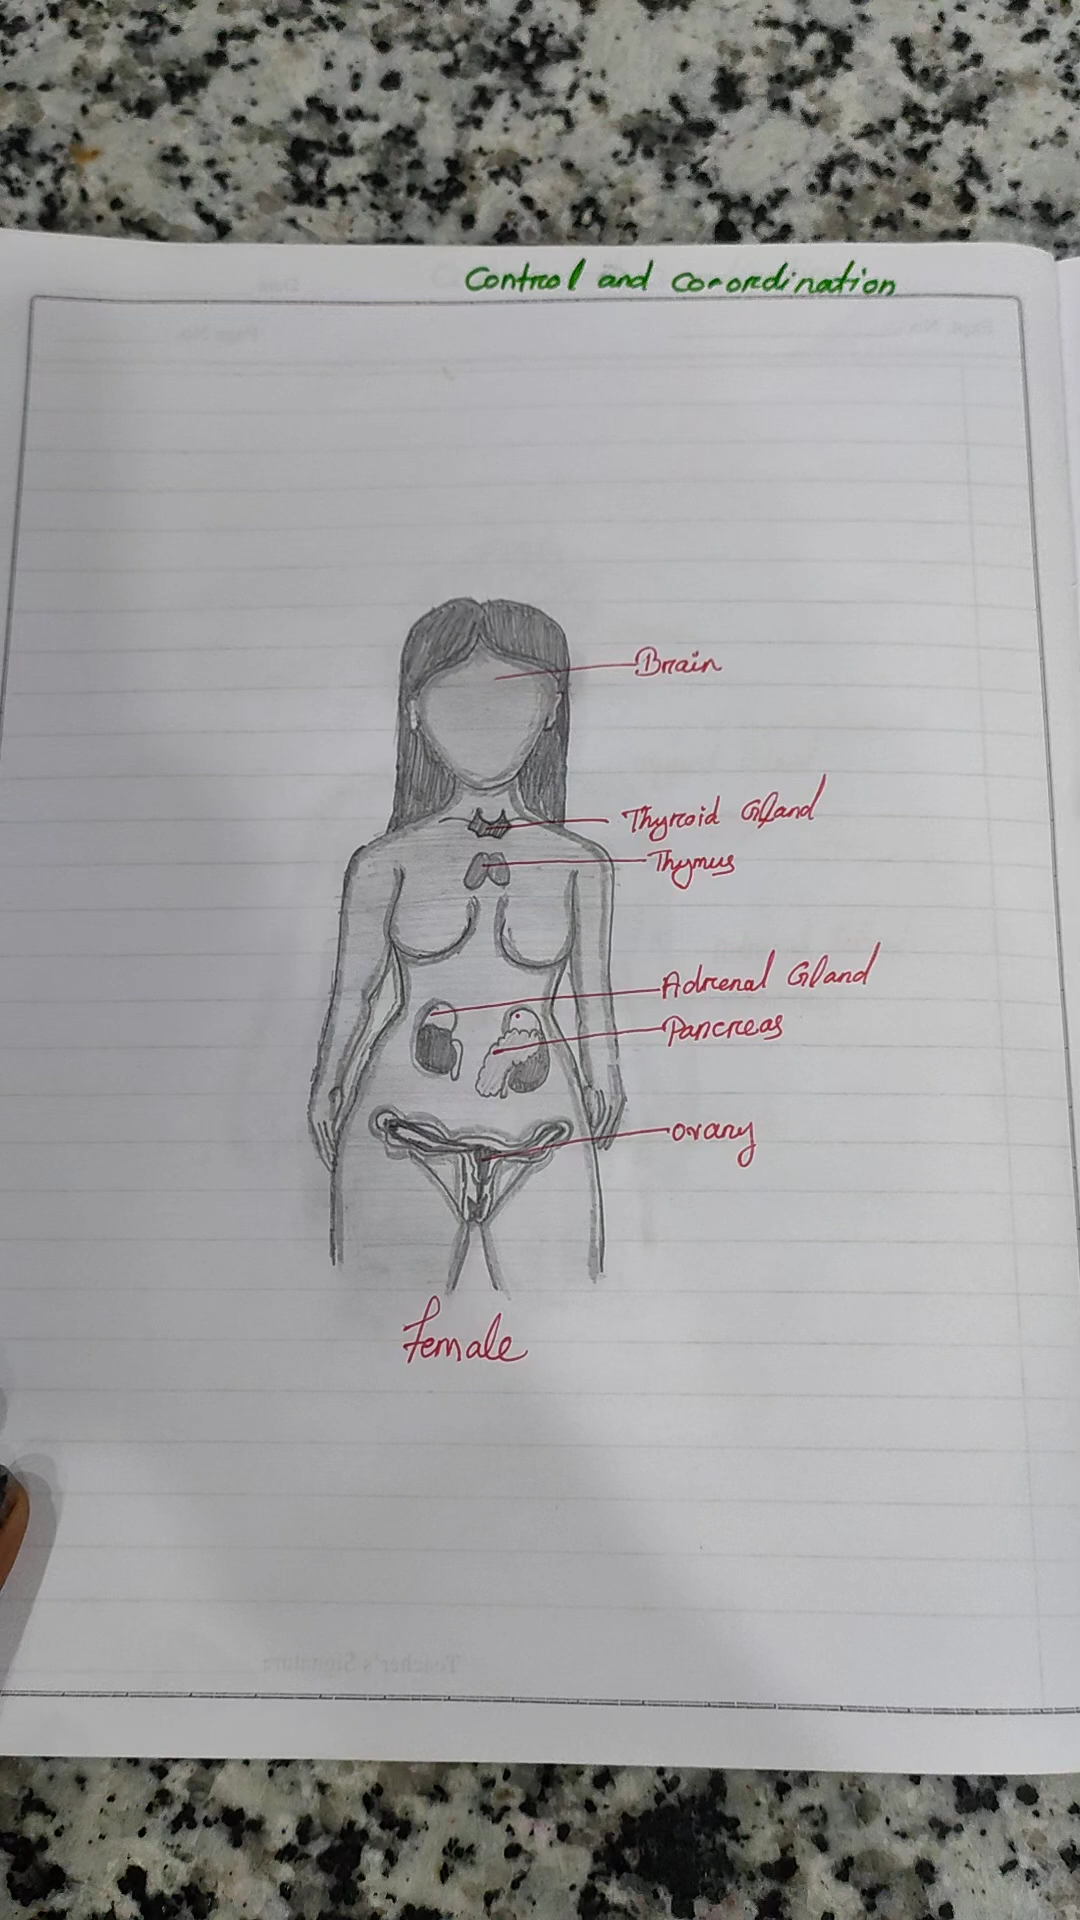 Control and Co-ordination
Brain
Thyroid Gland
Thymus
Adrenal Gland
Pancreas
ovary
Female